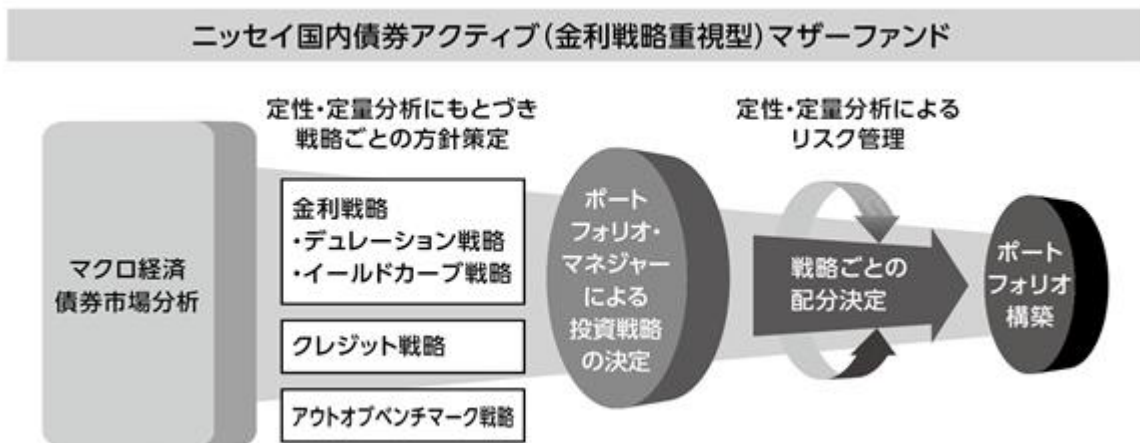 ニッセイ国内債券アクティブ(金利戦略重視型)マザーファンド
マクロ経済
債券市場分析
定性・定量分析にもとづき
戦略ごとの方針策定
金利戦略
・デュレーション戦略
・イールドカーブ戦略
クレジット戦略
アウトオブベンチマーク戦略
ポート
フォリオ・
マネジャー
による
投資戦略
の決定
定性・定量分析による
リスク管理
戦略ごとの
配分決定
ポート
フォリオ
構築